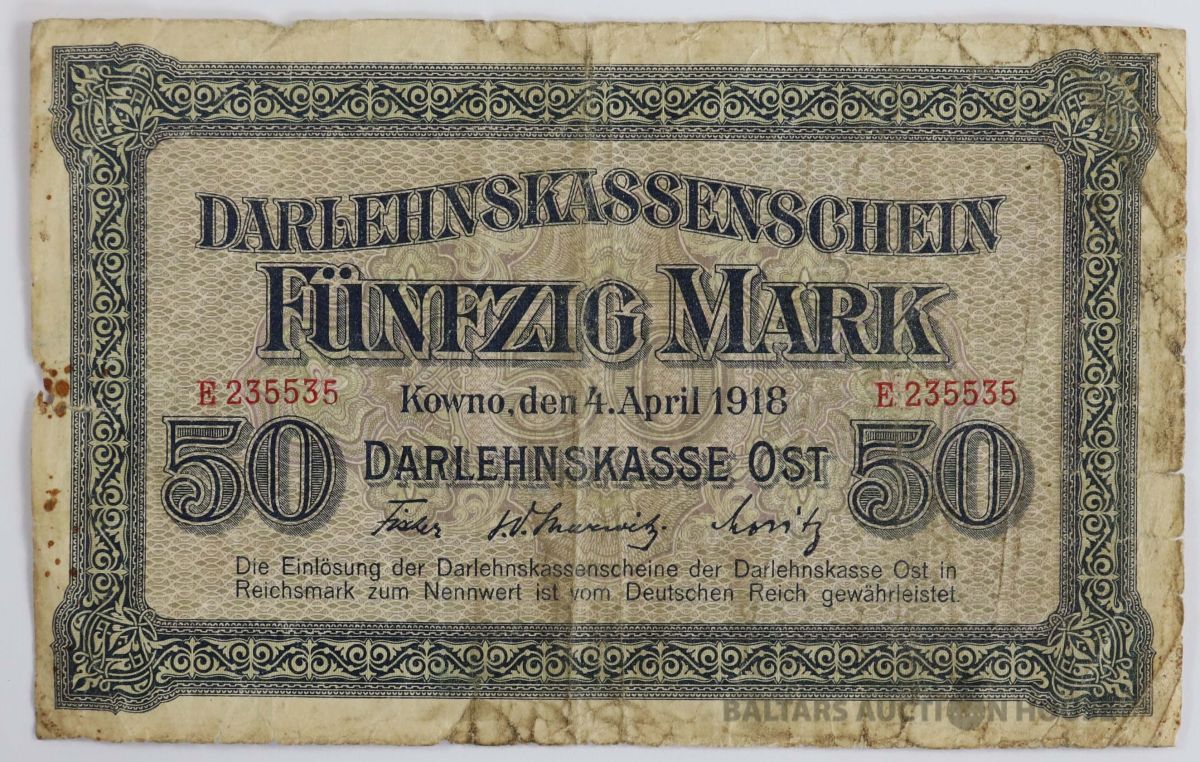 DARLEHNSKASSENSCHEIN
FÜNFZIG MARK
E 235535 Kowno, den 4. April 1918 E 235535
50 DARLEHNSKASSE OST 50
Die Einlösung der Darlehnskassenscheine der Darlehnskasse Ost in
Reichsmark zum Nennwert ist vom Deutschen Reich gewährleistet.
BALTARS AUCTION